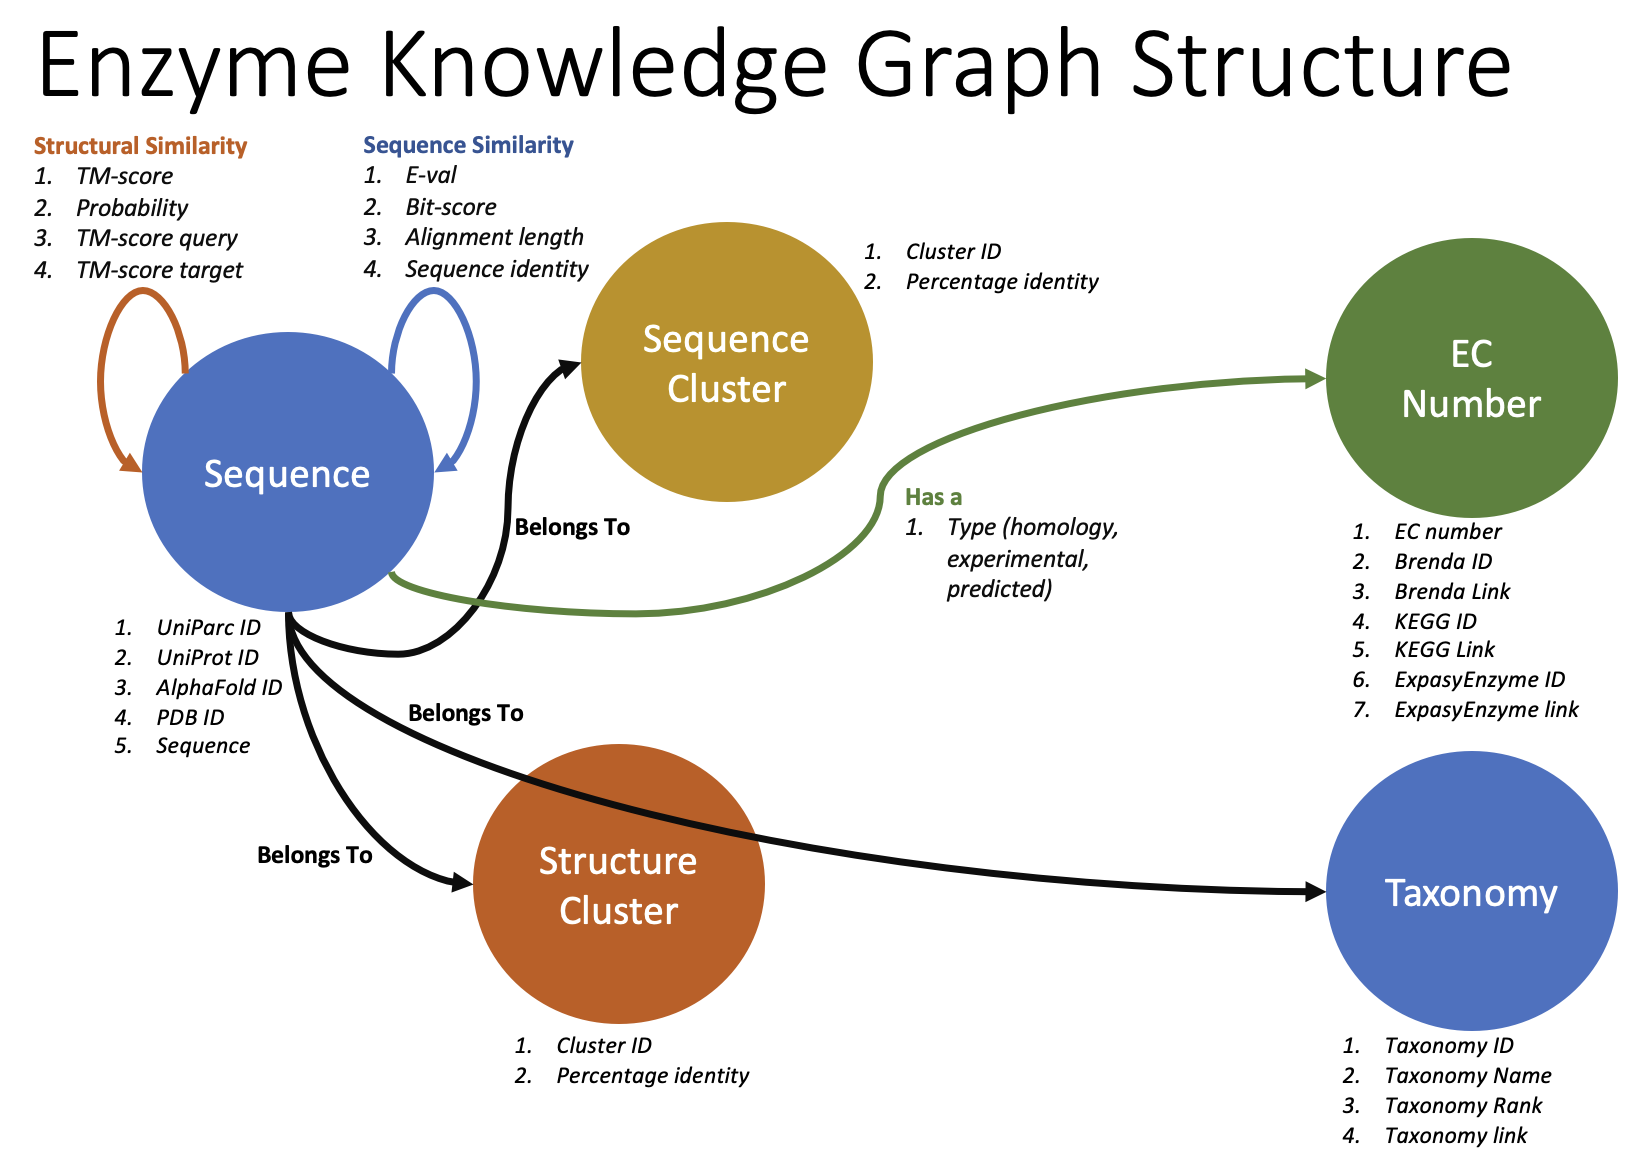 Enzyme Knowledge Graph Structure
Structural Similarity
1. TM-score
2. Probability
3. TM-score query
4. TM-score target
Sequence Similarity
1. E-val
2. Bit-score
3. Alignment length
4. Sequence identity
Sequence
Cluster
1. Cluster ID
2. Percentage identity
EC
Number
Sequence
Belongs To
Has a
1. Type (homology,
experimental,
predicted)
1. EC number
2. Brenda ID
3. Brenda Link
4. KEGG ID
5. KEGG Link
6. ExpasyEnzyme ID
7. ExpasyEnzyme link
1. UniParc ID
2. UniProt ID
3. AlphaFold ID
4. PDB ID
5. Sequence
Belongs To
Belongs To
Structure
Cluster
Taxonomy
1. Cluster ID
2. Percentage identity
1. Taxonomy ID
2. Taxonomy Name
3. Taxonomy Rank
4. Taxonomy link